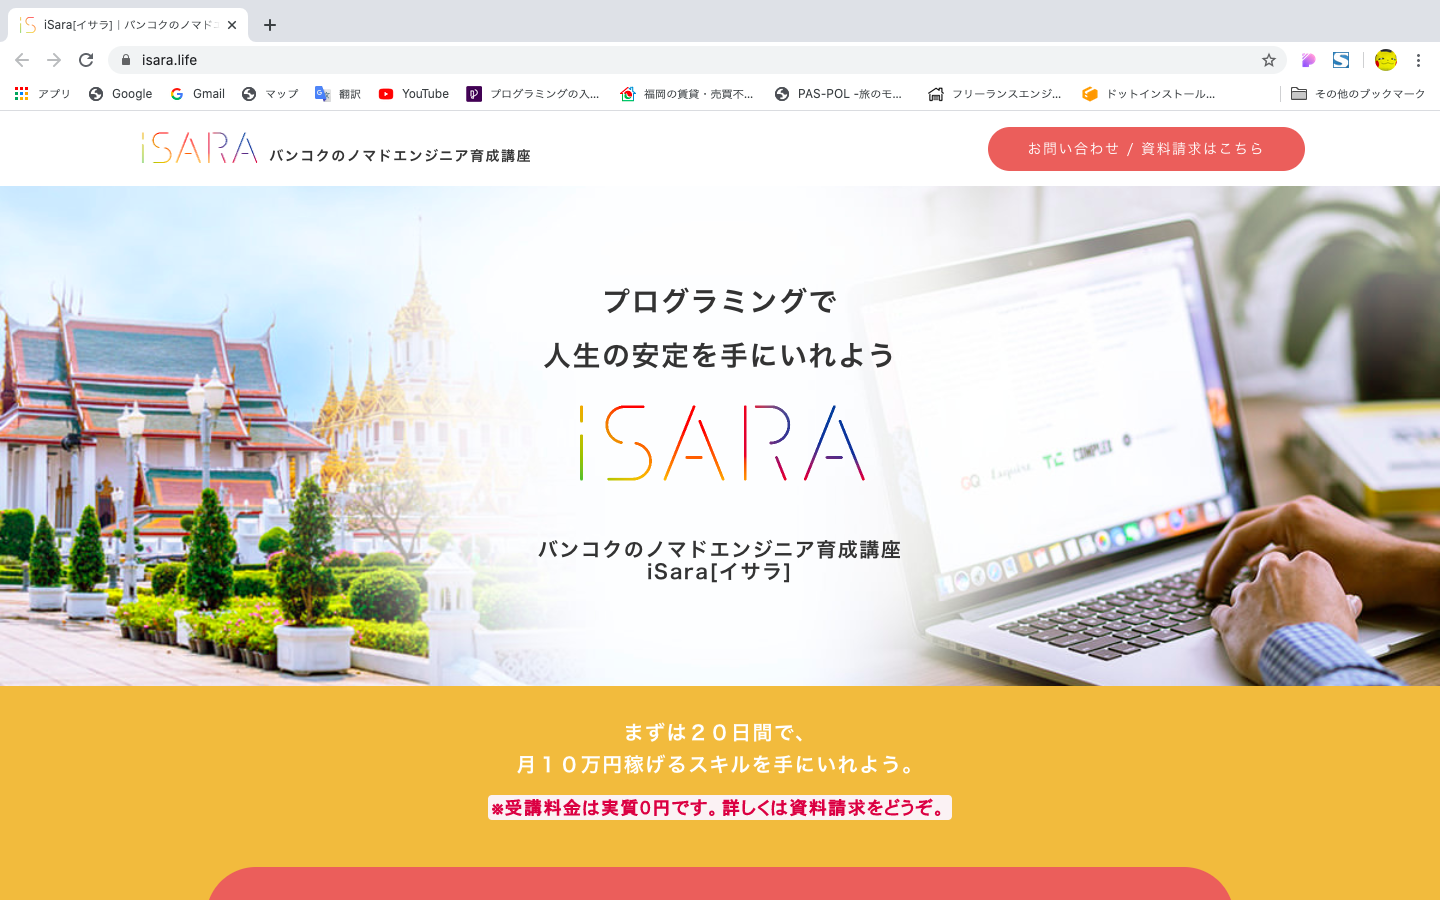 iSara[イサラ] | バンコクのノマドエ
isara.life
アプリ Google Gmail マップ 翻訳 YouTube プログラミングの入... 福岡の賃貸・売買不... PAS-POL -旅のモ... フリーランスエンジ... ドットインストール... その他のブックマーク
iSARA バンコクのノマドエンジニア育成講座
お問い合わせ / 資料請求はこちら
プログラミングで
人生の安定を手にいれよう
iSARA
GQ Esquire TC COMPLEX
バンコクのノマドエンジニア育成講座
iSara[イサラ]
まずは２０日間で、
月１０万円稼げるスキルを手にいれよう。
※受講料金は実質0円です。詳しくは資料請求をどうぞ。